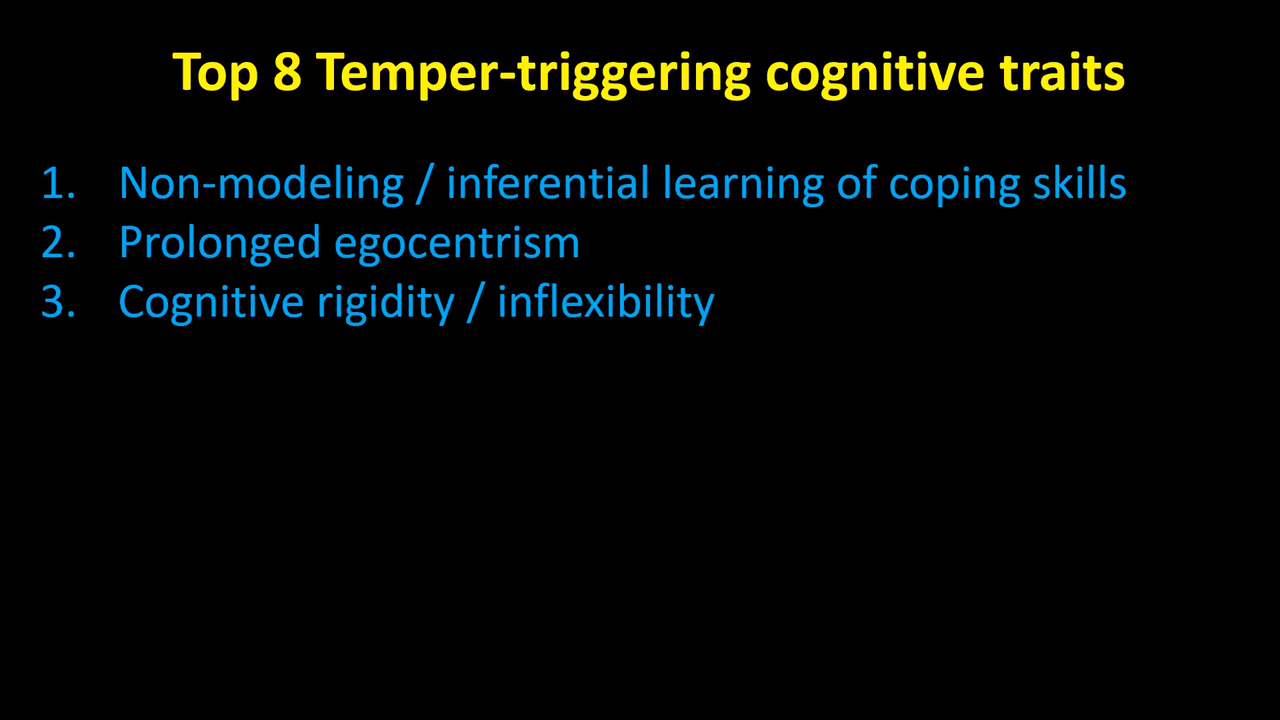 Top 8 Temper-triggering cognitive traits
1. Non-modeling / inferential learning of coping skills
2. Prolonged egocentrism
3. Cognitive rigidity / inflexibility